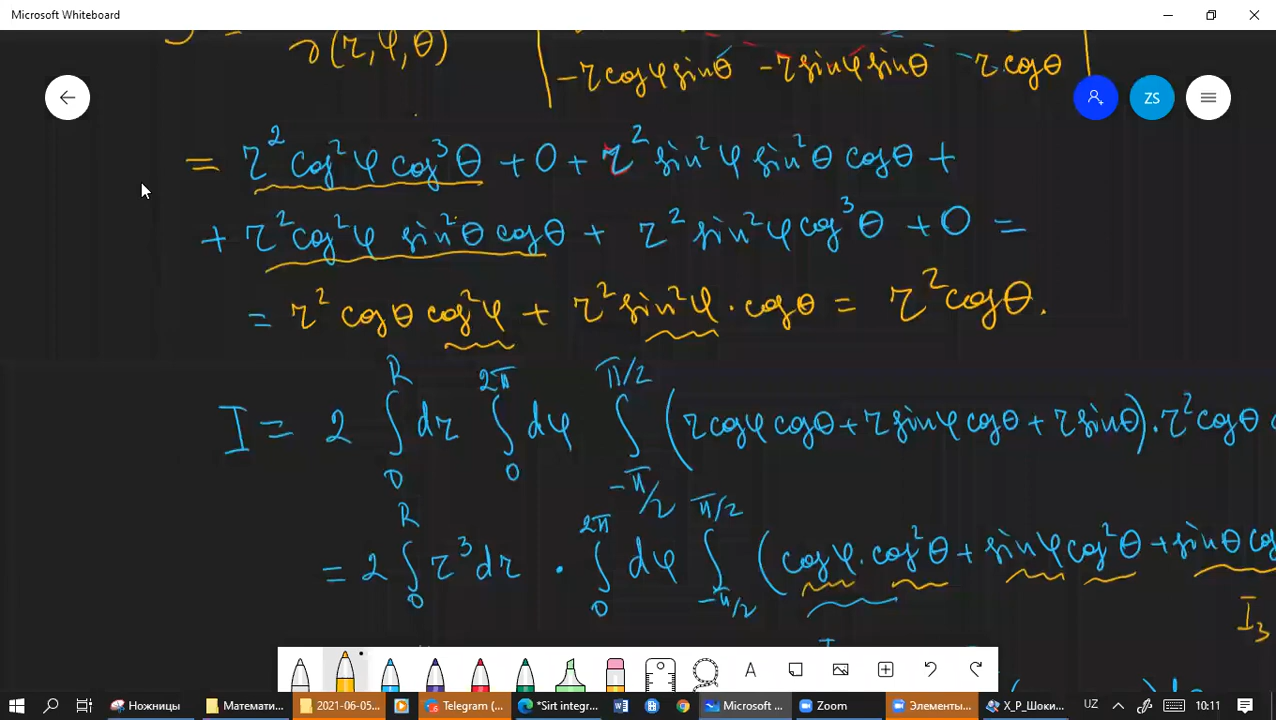 Microsoft Whiteboard
∂(r, φ, θ)
-r cosφ sinθ -r sinφ sinθ -r cosθ
ZS
= r² cos²φ cos³θ + 0 + r² sin²φ sin²θ cosθ +
+ r² cos²φ sin²θ cosθ + r² sin²φ cos³θ + 0 =
= r² cosθ cos²φ + r² sin²φ · cosθ = r² cosθ.
I = 2 ∫₀^R dr ∫₀^{2π} dφ ∫_{-π/2}^{π/2} (r cosφ cosθ + r sinφ cosθ + r sinθ) · r² cosθ
= 2 ∫₀^R r³ dr · ∫₀^{2π} dφ ∫_{-π/2}^{π/2} (cosφ · cos²θ + sinφ cos²θ + sinθ cos
I₃
A
Ножницы
Математи...
2021-06-05...
Telegram (...
*Sirt integr...
Microsoft ...
Zoom
Элементы...
X_P_Шоки...
UZ
10:11